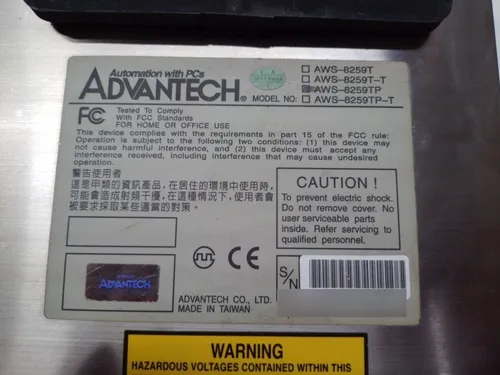 Automation with PCs
ADVANTECH®
MODEL NO:
AWS-8259T
AWS-8259T-T
AWS-8259TP
AWS-8259TP-T
FC
Tested To Comply
With FCC Standards
FOR HOME OR OFFICE USE
This device complies with the requirements in part 15 of the FCC rule:
Operation is subject to the following two conditions: (1) this device may
not cause harmful interference, and (2) this device must accept any
interference received, including interference that may cause undesired
operation.
警告使用者
這是甲類的資訊產品，在居住的環境中使用時，
可能會造成射頻干擾，在這種情況下，使用者會
被要求採取某些適當的對策。
CAUTION !
To prevent electric shock.
Do not remove cover. No
user serviceable parts
inside. Refer servicing to
qualified personnel.
CE
S/N
ADVANTECH
ADVANTECH CO., LTD.
MADE IN TAIWAN
WARNING
HAZARDOUS VOLTAGES CONTAINED WITHIN THIS